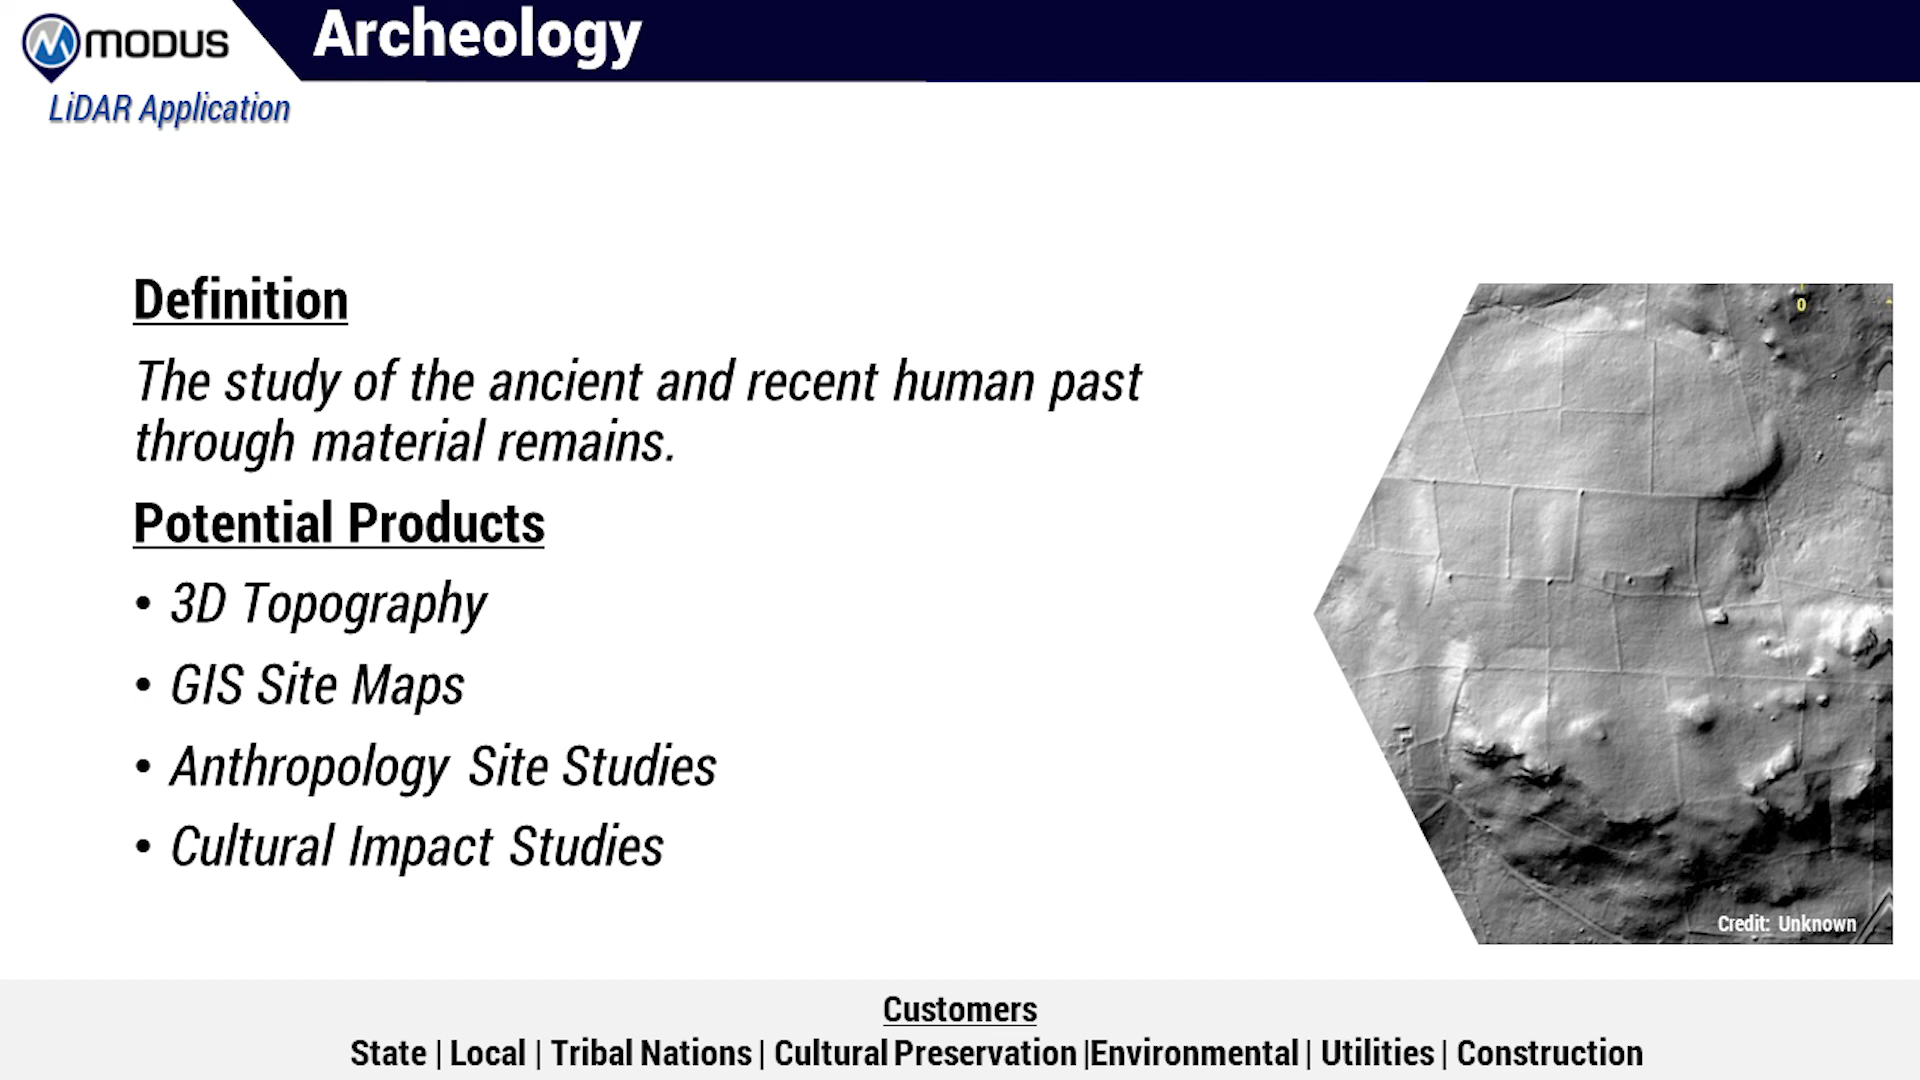 MODUS
Archeology
LiDAR Application
Definition
The study of the ancient and recent human past
through material remains.
Potential Products
• 3D Topography
• GIS Site Maps
• Anthropology Site Studies
• Cultural Impact Studies
0
Credit: Unknown
Customers
State | Local | Tribal Nations | Cultural Preservation |Environmental | Utilities | Construction